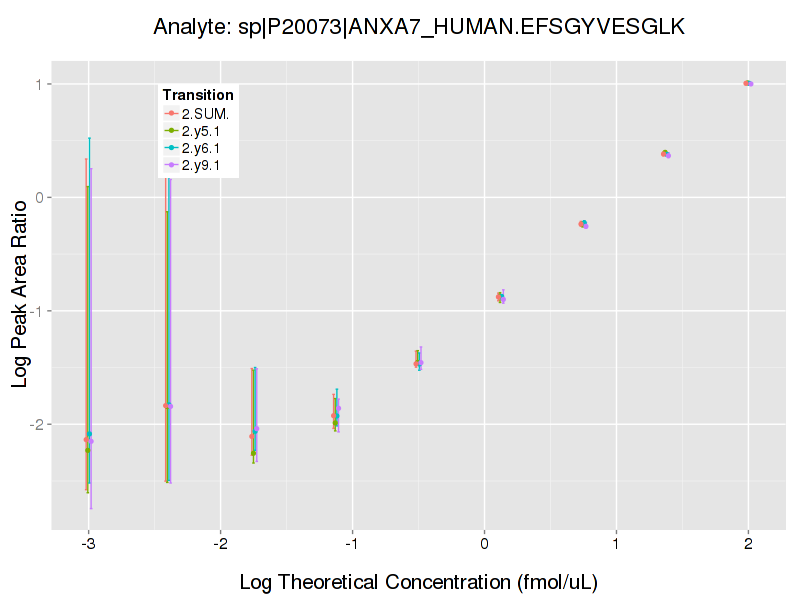 Analyte: sp|P20073|ANXA7_HUMAN.EFSGYVESGLK
Log Peak Area Ratio
1
0
-1
-2
Transition
2.SUM.
2.y5.1
2.y6.1
2.y9.1
-3 -2 -1 0 1 2
Log Theoretical Concentration (fmol/uL)